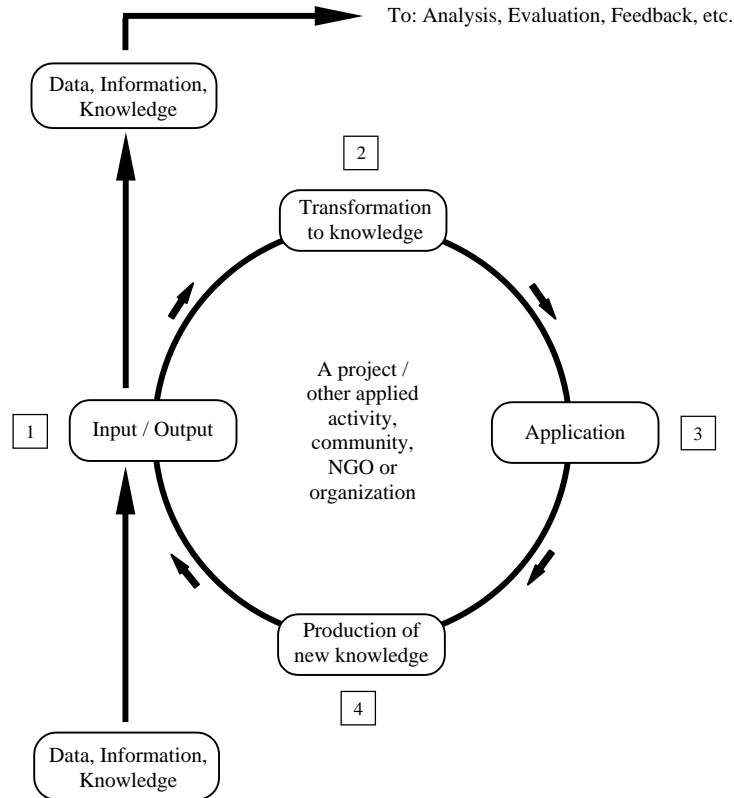 To: Analysis, Evaluation, Feedback, etc.
Data, Information,
Knowledge
2
Transformation
to knowledge
A project /
other applied
activity,
community,
NGO or
organization
1
Input / Output
Application
3
Production of
new knowledge
4
Data, Information,
Knowledge